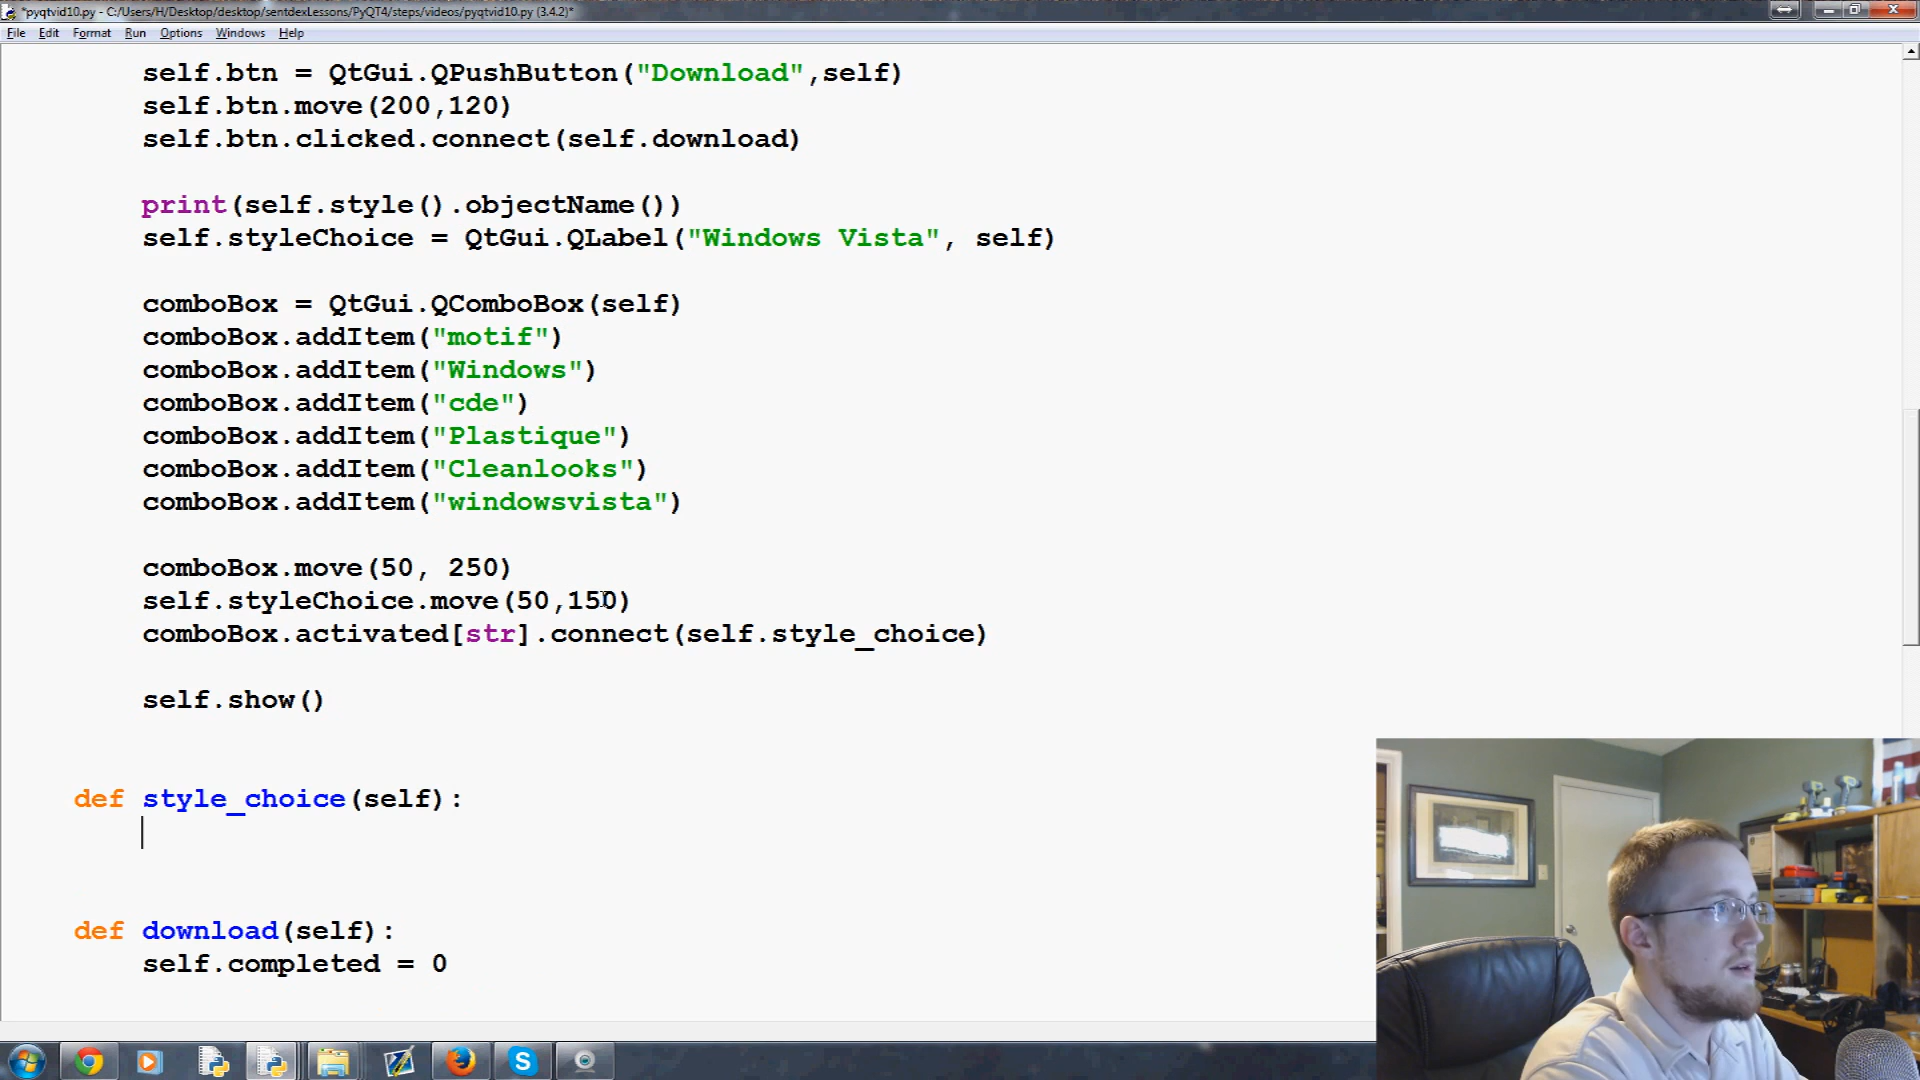 *pyqtvid10.py - C:/Users/H/Desktop/desktop/sentdexLessons/PyQT4/steps/videos/pyqtvid10.py (3.4.2)*
File Edit Format Run Options Windows Help
self.btn = QtGui.QPushButton("Download",self)
self.btn.move(200,120)
self.btn.clicked.connect(self.download)
print(self.style().objectName())
self.styleChoice = QtGui.QLabel("Windows Vista", self)
comboBox = QtGui.QComboBox(self)
comboBox.addItem("motif")
comboBox.addItem("Windows")
comboBox.addItem("cde")
comboBox.addItem("Plastique")
comboBox.addItem("Cleanlooks")
comboBox.addItem("windowsvista")
comboBox.move(50, 250)
self.styleChoice.move(50,150)
comboBox.activated[str].connect(self.style_choice)
self.show()
def style_choice(self):
def download(self):
self.completed = 0